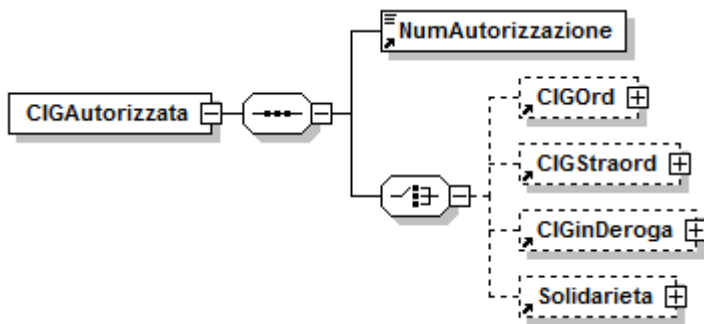 NumAutorizzazione
CIGAutorizzata
CIGOrd
CIGStraord
CIGinDeroga
Solidarieta